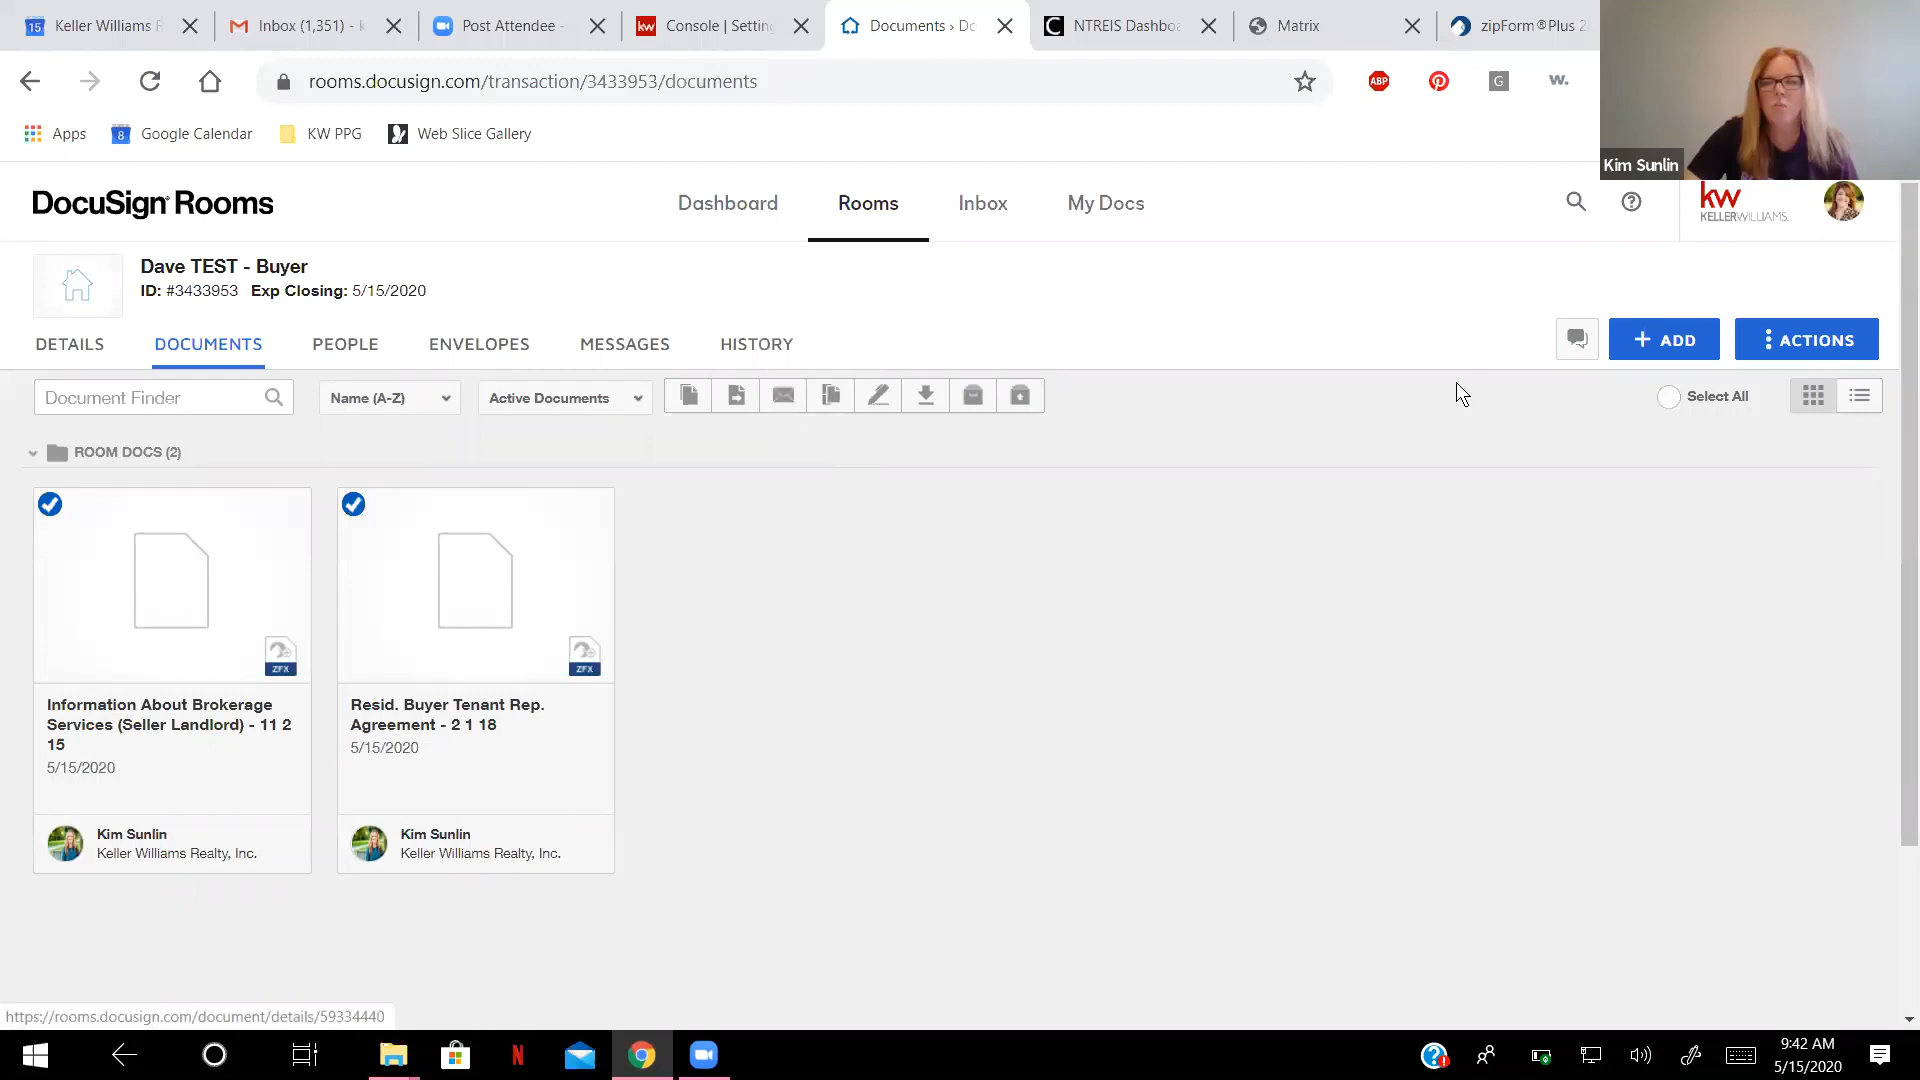 Keller Williams R
Inbox (1,351) - k
Post Attendee -
Console | Setting
Documents › Do
NTREIS Dashboa
Matrix
zipForm®Plus 2
rooms.docusign.com/transaction/3433953/documents
ABP
G
w.
Apps
8
Google Calendar
KW PPG
Web Slice Gallery
Kim Sunlin
DocuSign Rooms
Dashboard
Rooms
Inbox
My Docs
kw
KELLERWILLIAMS.
Dave TEST - Buyer
ID: #3433953 Exp Closing: 5/15/2020
DETAILS
DOCUMENTS
PEOPLE
ENVELOPES
MESSAGES
HISTORY
+ ADD
ACTIONS
Document Finder
Name (A-Z)
Active Documents
Select All
ROOM DOCS (2)
ZFX
ZFX
Information About Brokerage
Services (Seller Landlord) - 11 2
15
5/15/2020
Resid. Buyer Tenant Rep.
Agreement - 2 1 18
5/15/2020
Kim Sunlin
Keller Williams Realty, Inc.
Kim Sunlin
Keller Williams Realty, Inc.
https://rooms.docusign.com/document/details/59334440
9:42 AM
5/15/2020